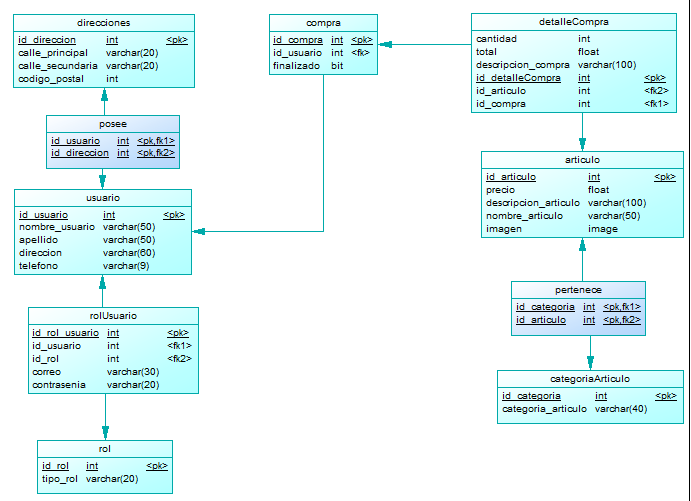 direcciones
id_direccion int <pk>
calle_principal varchar(20)
calle_secundaria varchar(20)
codigo_postal int
compra
id_compra int <pk>
id_usuario int <fk>
finalizado bit
detalleCompra
cantidad int
total float
descripcion_compra varchar(100)
id_detalleCompra int <pk>
id_articulo int <fk2>
id_compra int <fk1>
posee
id_usuario int <pk,fk1>
id_direccion int <pk,fk2>
articulo
id_articulo int <pk>
precio float
descripcion_articulo varchar(100)
nombre_articulo varchar(50)
imagen image
usuario
id_usuario int <pk>
nombre_usuario varchar(50)
apellido varchar(50)
direccion varchar(60)
telefono varchar(9)
pertenece
id_categoria int <pk,fk1>
id_articulo int <pk,fk2>
rolUsuario
id_rol_usuario int <pk>
id_usuario int <fk1>
id_rol int <fk2>
correo varchar(30)
contrasenia varchar(20)
categoriaArticulo
id_categoria int <pk>
categoria_articulo varchar(40)
rol
id_rol int <pk>
tipo_rol varchar(20)